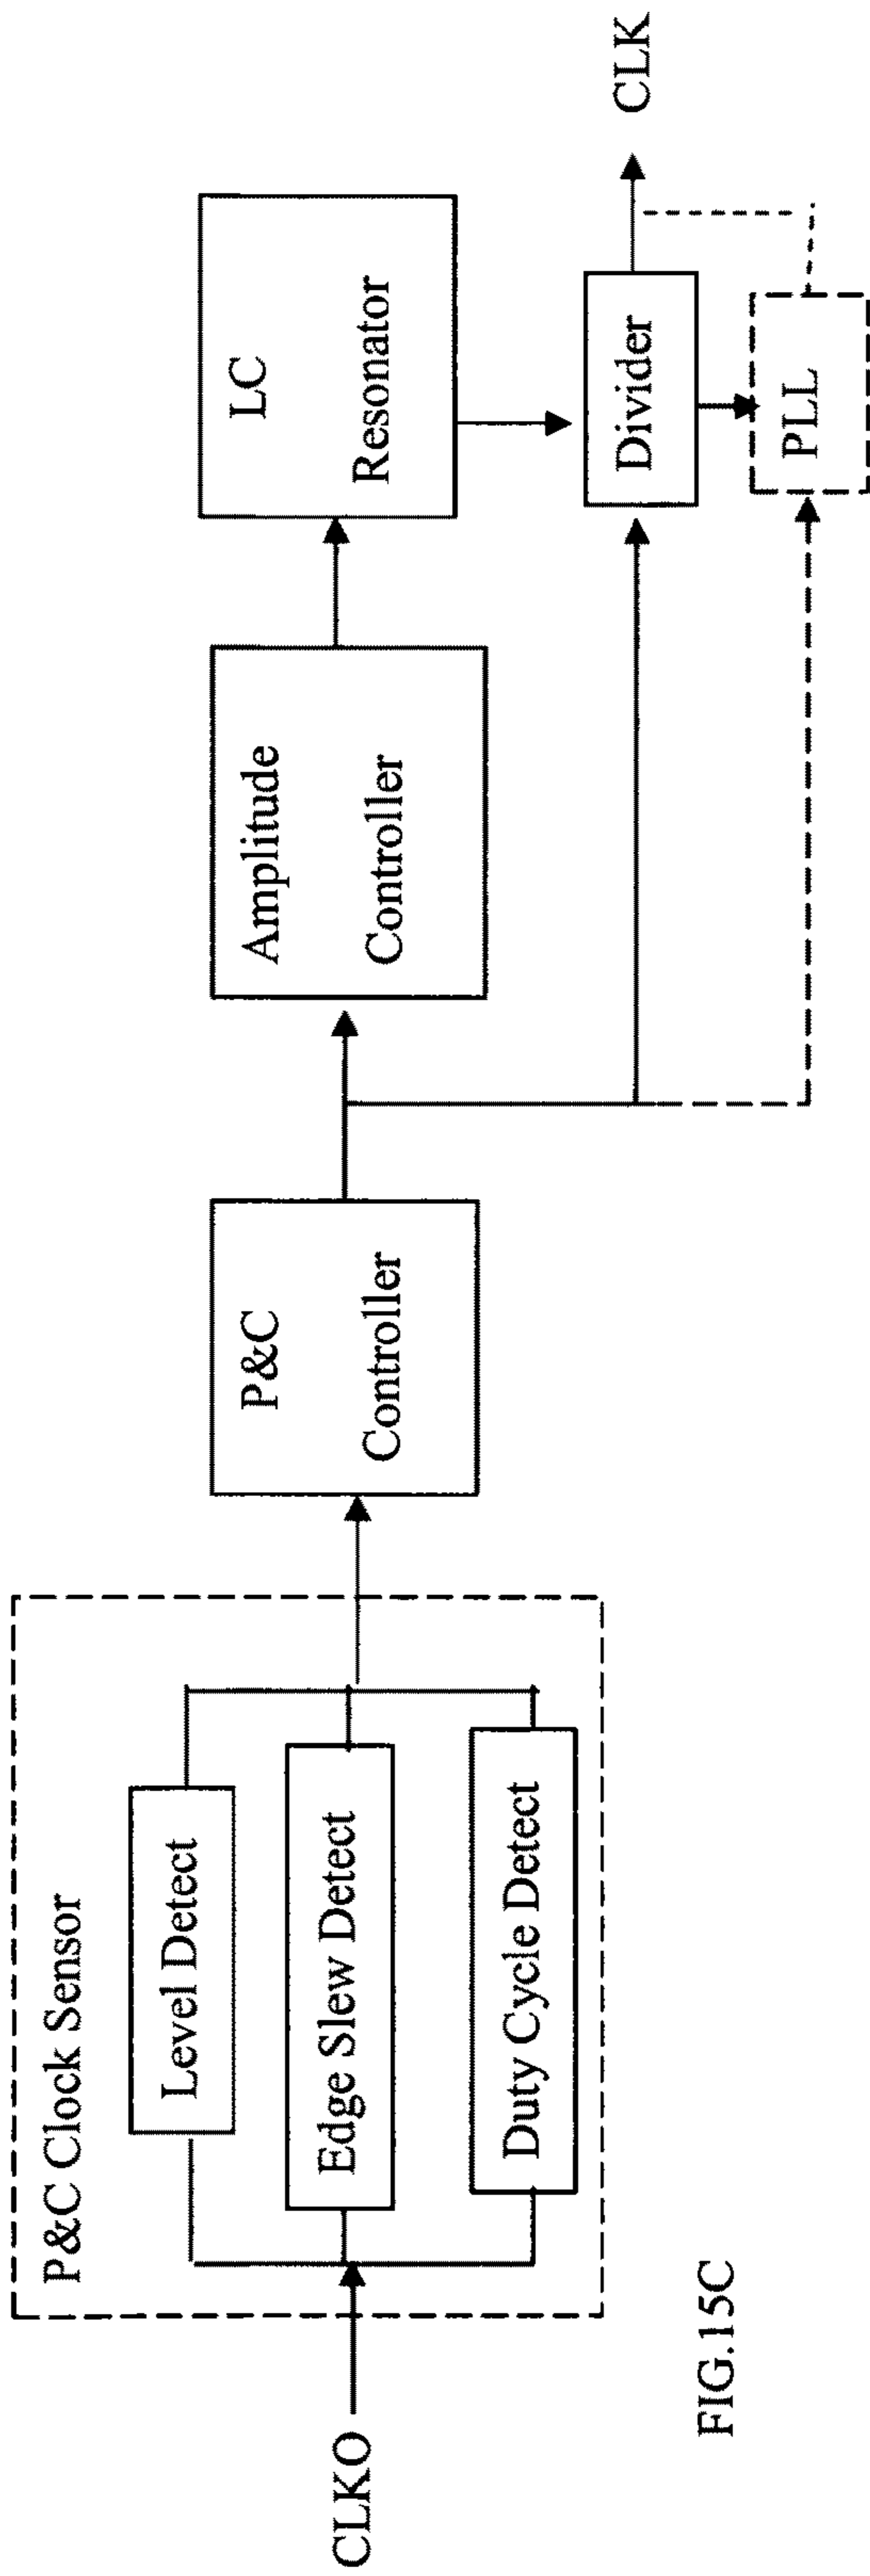 P&C Clock Sensor
CLKO
Level Detect
Edge Slew Detect
Duty Cycle Detect
P&C
Controller
Amplitude
Controller
LC
Resonator
Divider
CLK
PLL
FIG.15C